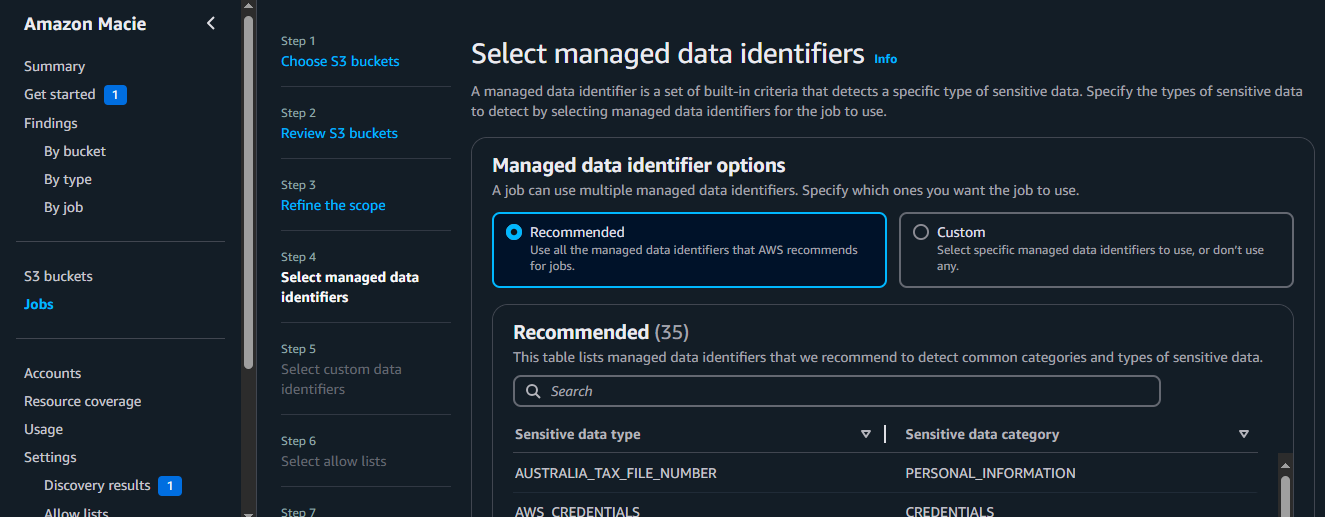 Amazon Macie
Summary
Get started 1
Findings
By bucket
By type
By job
S3 buckets
Jobs
Accounts
Resource coverage
Usage
Settings
Discovery results 1
Allow lists
Step 1
Choose S3 buckets
Step 2
Review S3 buckets
Step 3
Refine the scope
Step 4
Select managed data
identifiers
Step 5
Select custom data
identifiers
Step 6
Select allow lists
Step 7
Select managed data identifiers Info
A managed data identifier is a set of built-in criteria that detects a specific type of sensitive data. Specify the types of sensitive data
to detect by selecting managed data identifiers for the job to use.
Managed data identifier options
A job can use multiple managed data identifiers. Specify which ones you want the job to use.
Recommended
Use all the managed data identifiers that AWS recommends
for jobs.
Custom
Select specific managed data identifiers to use, or don't use
any.
Recommended (35)
This table lists managed data identifiers that we recommend to detect common categories and types of sensitive data.
Search
Sensitive data type Sensitive data category
AUSTRALIA_TAX_FILE_NUMBER PERSONAL_INFORMATION
AWS_CREDENTIALS CREDENTIALS